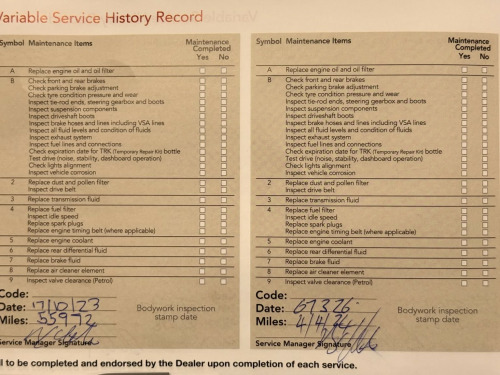 Variable Service History Record
Symbol Maintenance Items Maintenance Completed
Yes No
A Replace engine oil and oil filter
B Check front and rear brakes
Check parking brake adjustment
Check tyre condition pressure and wear
Inspect tie-rod ends, steering gearbox and boots
Inspect suspension components
Inspect driveshaft boots
Inspect brake hoses and lines including VSA lines
Inspect all fluid levels and condition of fluids
Inspect exhaust system
Inspect fuel lines and connections
Check expiration date for TRK (Temporary Repair Kit) bottle
Test drive (noise, stability, dashboard operation)
Check lights alignment
Inspect vehicle corrosion
2 Replace dust and pollen filter
Inspect drive belt
3 Replace transmission fluid
4 Replace fuel filter
Inspect idle speed
Replace spark plugs
Replace engine timing belt (where applicable)
5 Replace engine coolant
6 Replace rear differential fluid
7 Replace brake fluid
8 Replace air cleaner element
9 Inspect valve clearance (Petrol)
Code:
Date: 17/10/23
Miles: 55972
Bodywork inspection
stamp date
Service Manager Signature
Symbol Maintenance Items Maintenance Completed
Yes No
A Replace engine oil and oil filter
B Check front and rear brakes
Check parking brake adjustment
Check tyre condition pressure and wear
Inspect tie-rod ends, steering gearbox and boots
Inspect suspension components
Inspect driveshaft boots
Inspect brake hoses and lines including VSA lines
Inspect all fluid levels and condition of fluids
Inspect exhaust system
Inspect fuel lines and connections
Check expiration date for TRK (Temporary Repair Kit) bottle
Test drive (noise, stability, dashboard operation)
Check lights alignment
Inspect vehicle corrosion
2 Replace dust and pollen filter
Inspect drive belt
3 Replace transmission fluid
4 Replace fuel filter
Inspect idle speed
Replace spark plugs
Replace engine timing belt (where applicable)
5 Replace engine coolant
6 Replace rear differential fluid
7 Replace brake fluid
8 Replace air cleaner element
9 Inspect valve clearance (Petrol)
Code:
Date: 67326
Miles: 4/4/24
Bodywork inspection
stamp date
Service Manager Signature
to be completed and endorsed by the Dealer upon completion of each service.